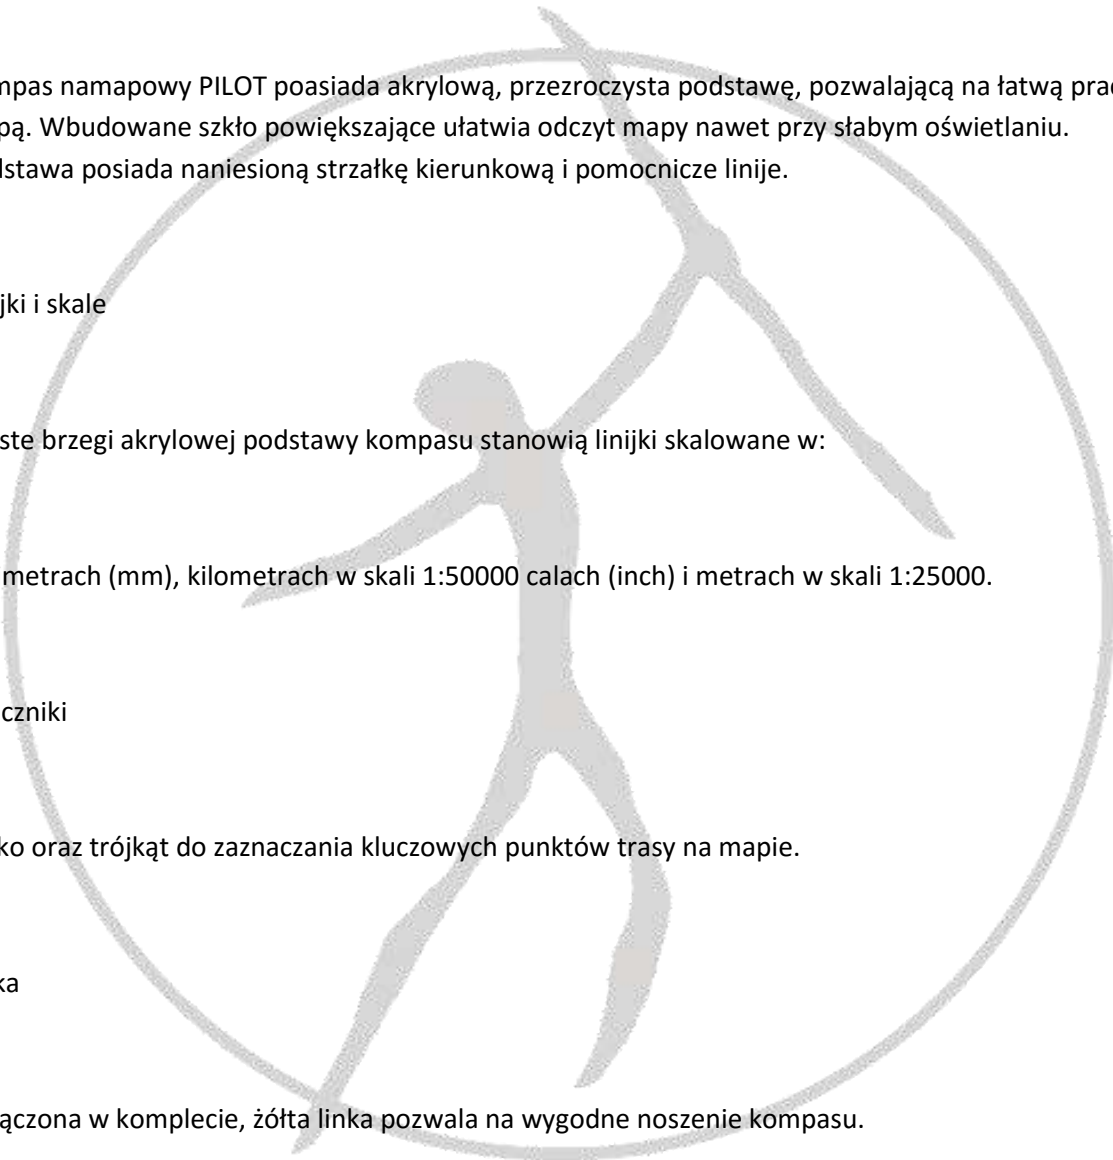 mpas namapowy PILOT poasiada akrylową, przezroczysta podstawę, pozwalającą na łatwą prac
pą. Wbudowane szkło powiększające ułatwia odczyt mapy nawet przy słabym oświetlaniu.
dstawa posiada naniesioną strzałkę kierunkową i pomocnicze linije.
jki i skale
ste brzegi akrylowej podstawy kompasu stanowią linijki skalowane w:
metrach (mm), kilometrach w skali 1:50000 calach (inch) i metrach w skali 1:25000.
czniki
ko oraz trójkąt do zaznaczania kluczowych punktów trasy na mapie.
ka
ączona w komplecie, żółta linka pozwala na wygodne noszenie kompasu.